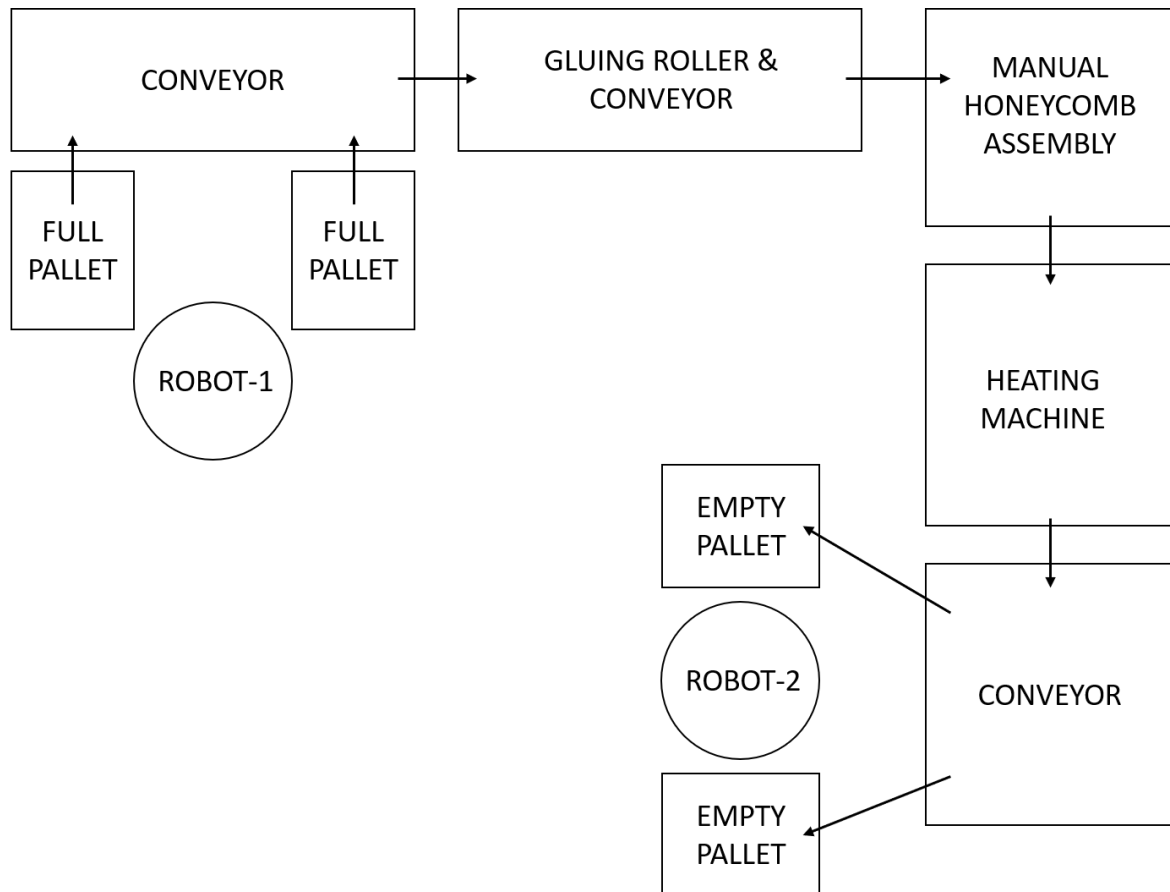 CONVEYOR
GLUING ROLLER &
CONVEYOR
MANUAL
HONEYCOMB
ASSEMBLY
FULL
PALLET
FULL
PALLET
ROBOT-1
HEATING
MACHINE
EMPTY
PALLET
ROBOT-2
CONVEYOR
EMPTY
PALLET